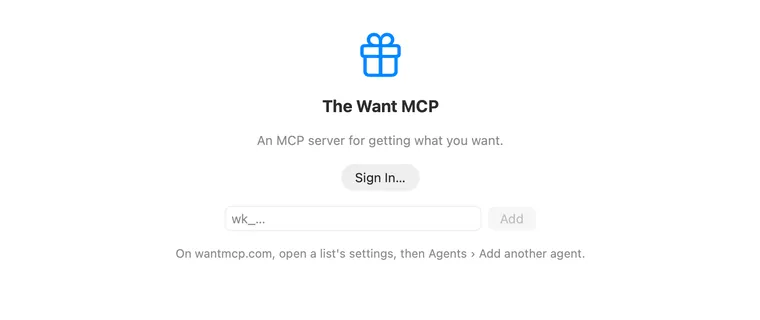 The Want MCP
An MCP server for getting what you want.
Sign In...
wk_...
Add
On wantmcp.com, open a list's settings, then Agents › Add another agent.